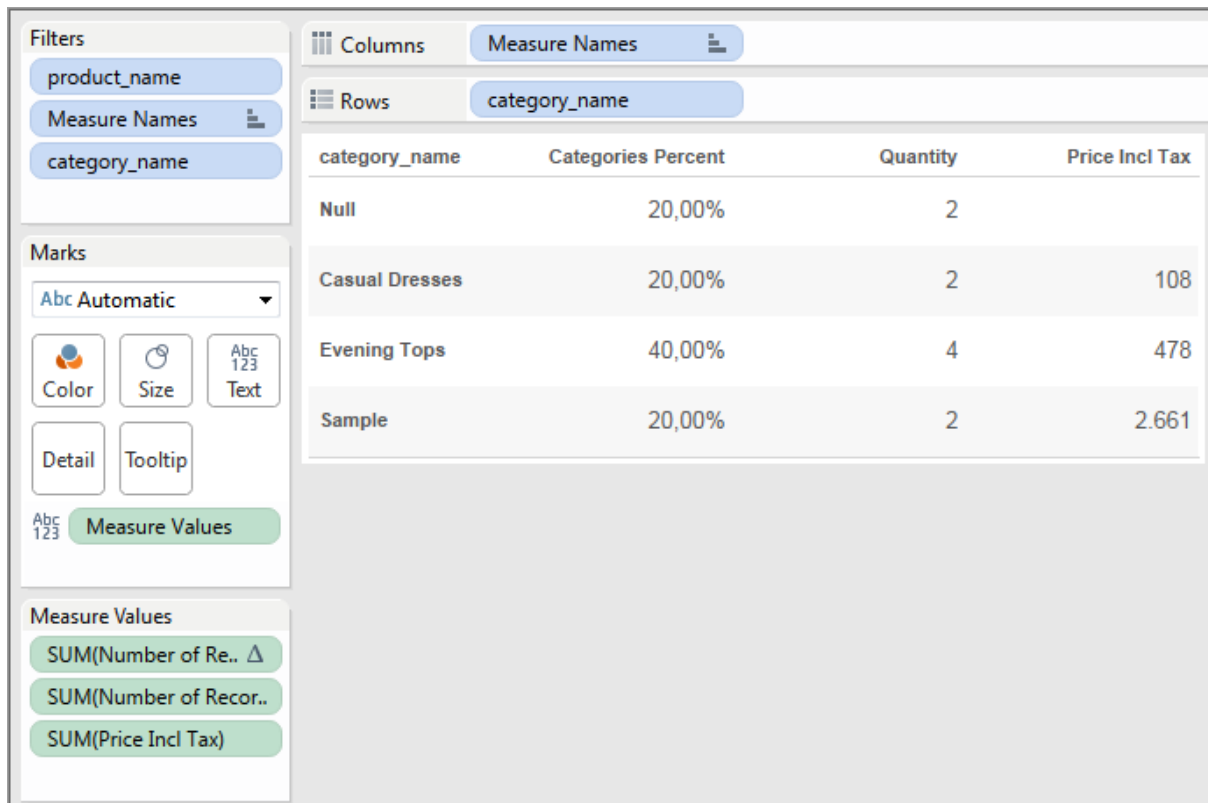 Filters
product_name
Measure Names
category_name
Marks
Abc Automatic
Color
Size
Abc
123
Text
Detail
Tooltip
Abc
123
Measure Values
Measure Values
SUM(Number of Re.. Δ
SUM(Number of Recor..
SUM(Price Incl Tax)
Columns Measure Names
Rows category_name
category_name Categories Percent Quantity Price Incl Tax
Null 20,00% 2
Casual Dresses 20,00% 2 108
Evening Tops 40,00% 4 478
Sample 20,00% 2 2.661